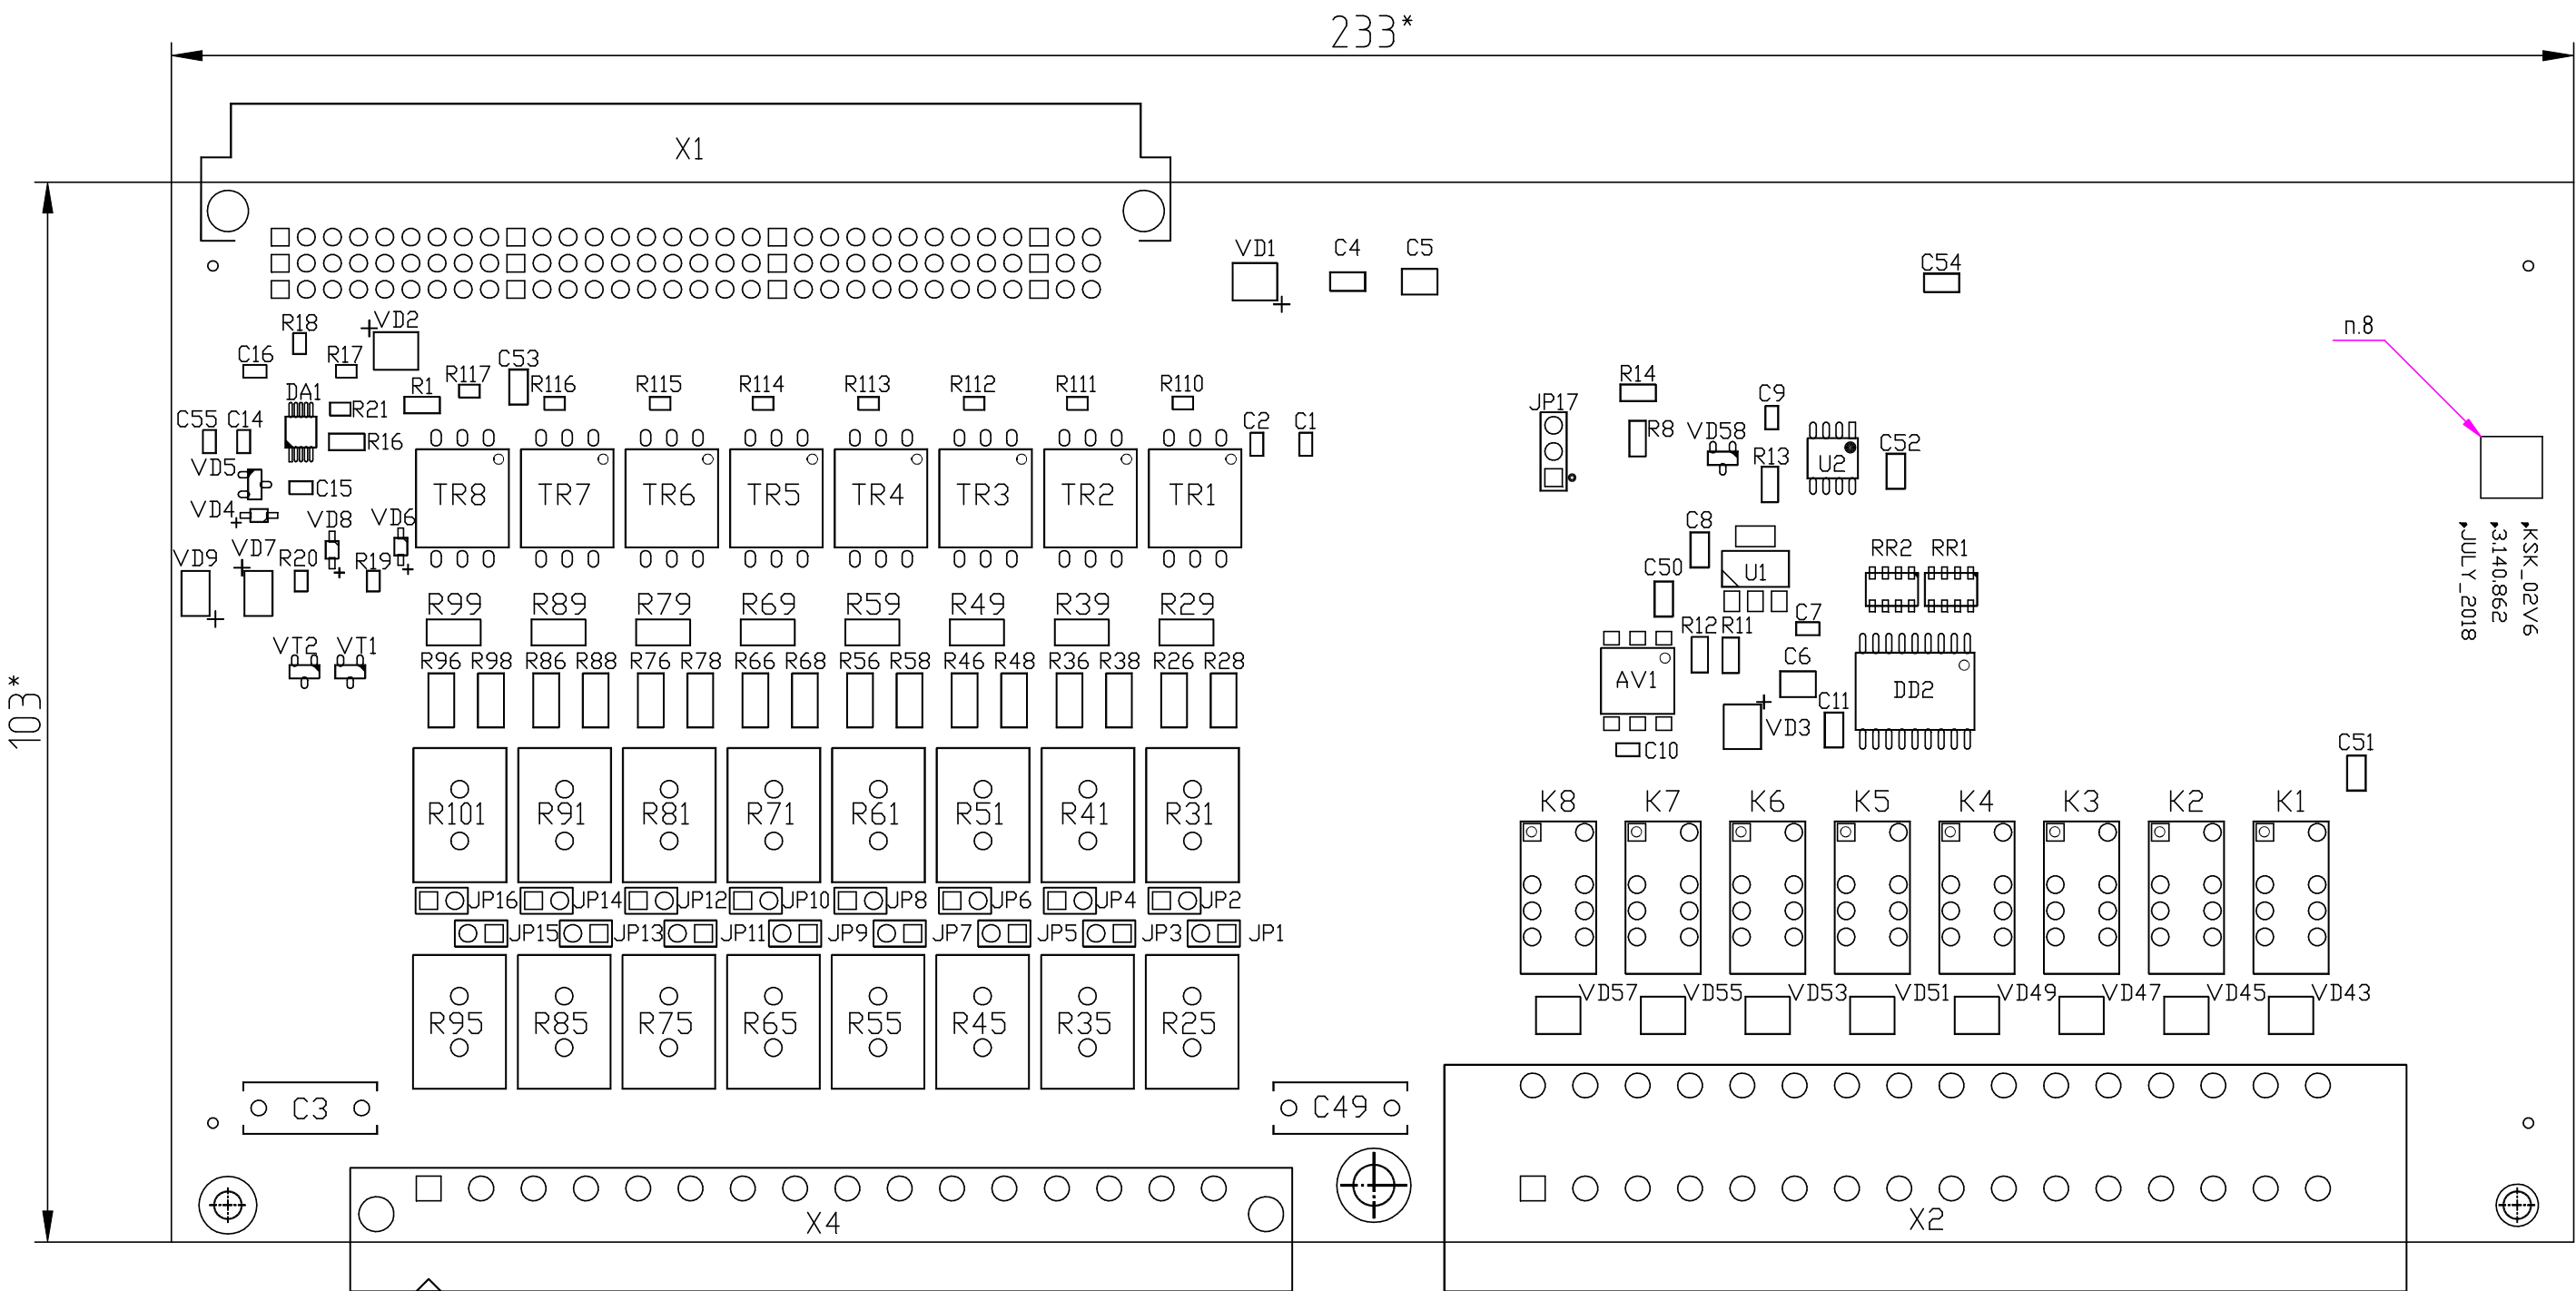 233*
X1
VD1 C4 C5
C54
R18 VD2
n.8
C16 R17 C53
R1 R117 R116 R115 R114 R113 R112 R111 R110
R14 C9
DA1 R21
JP17
C55 C14 R16
C2 C1
R8 VD58 R13 U2 C52
VD5
C15
TR8 TR7 TR6 TR5 TR4 TR3 TR2 TR1
VD4 VD8 VD6
C8
KSK_02V6
3.140.862
JULY_2018
VD9 VD7 R20 R19
C50 U1 RR2 RR1
R99 R89 R79 R69 R59 R49 R39 R29
C7
R12 R11
VT2 VT1
R96 R98 R86 R88 R76 R78 R66 R68 R56 R58 R46 R48 R36 R38 R26 R28
C6
AV1 DD2
103*
C11
VD3
C10
C51
K8 K7 K6 K5 K4 K3 K2 K1
R101 R91 R81 R71 R61 R51 R41 R31
JP16 JP14 JP12 JP10 JP8 JP6 JP4 JP2
JP15 JP13 JP11 JP9 JP7 JP5 JP3 JP1
VD57 VD55 VD53 VD51 VD49 VD47 VD45 VD43
R95 R85 R75 R65 R55 R45 R35 R25
C3 C49
X4 X2